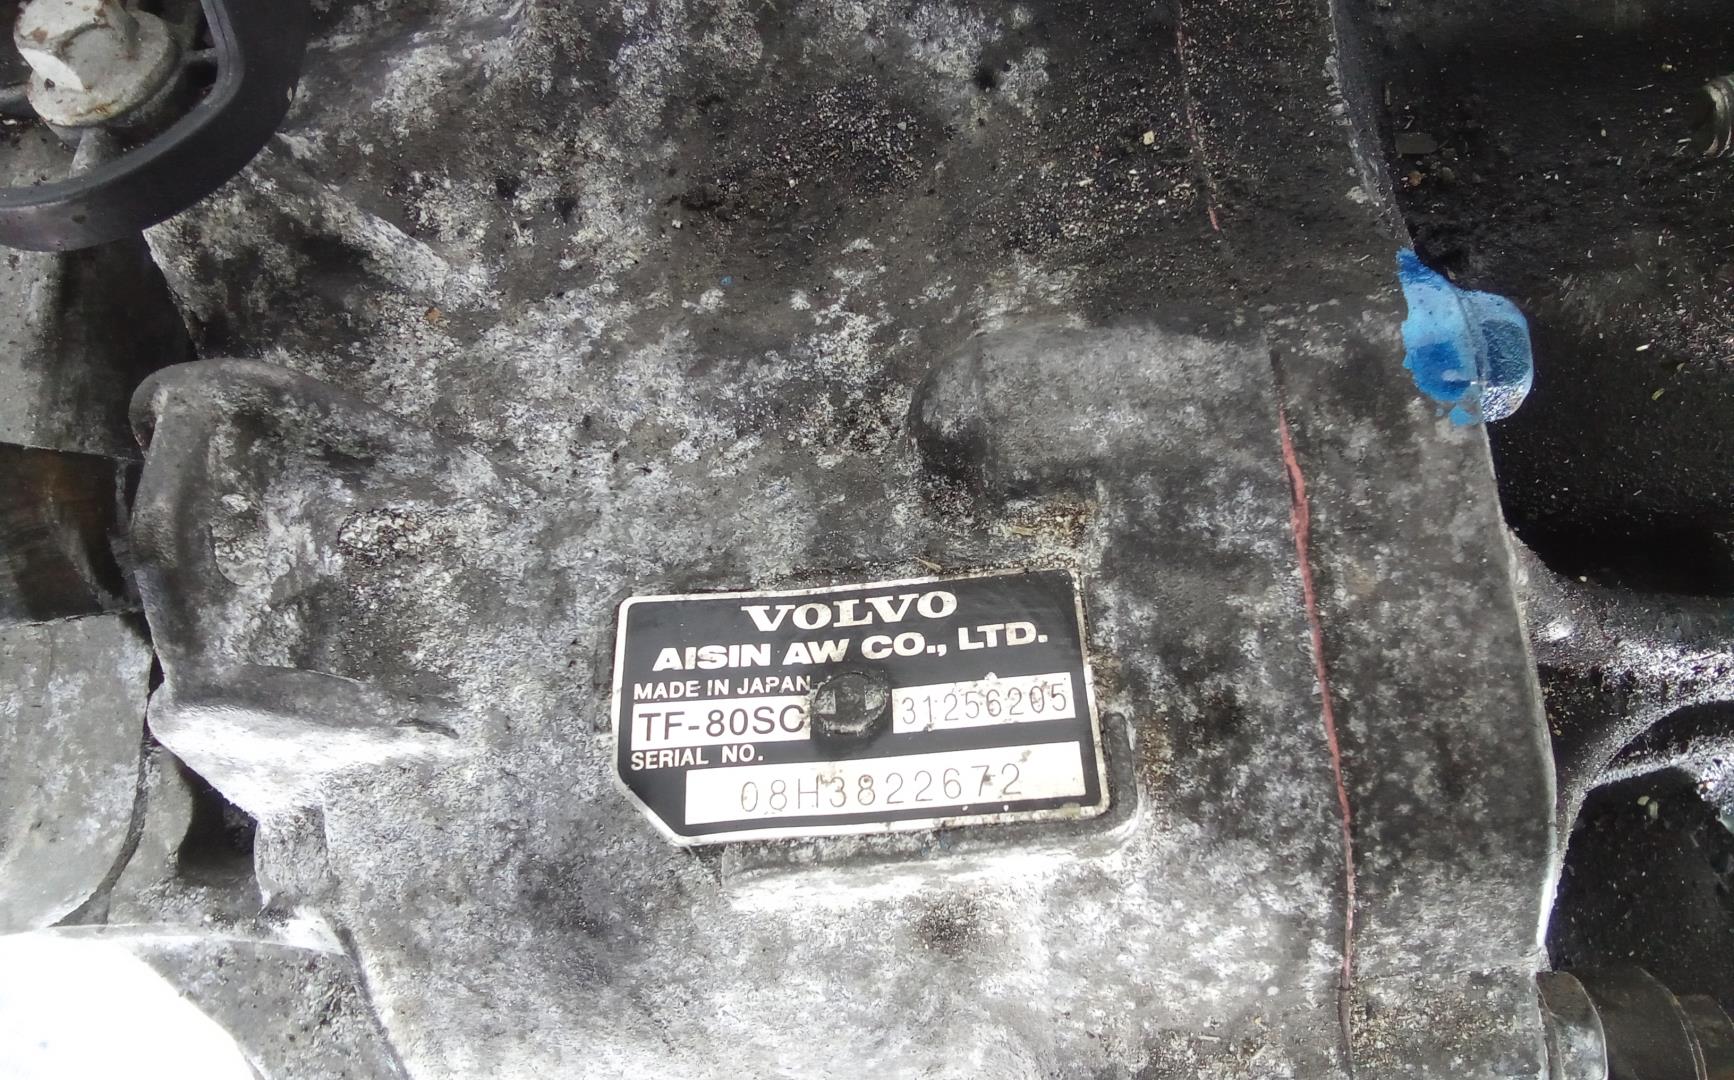 VOLVO
AISIN AW CO., LTD.
MADE IN JAPAN
TF-80SC 31256205
SERIAL NO.
08H3822672